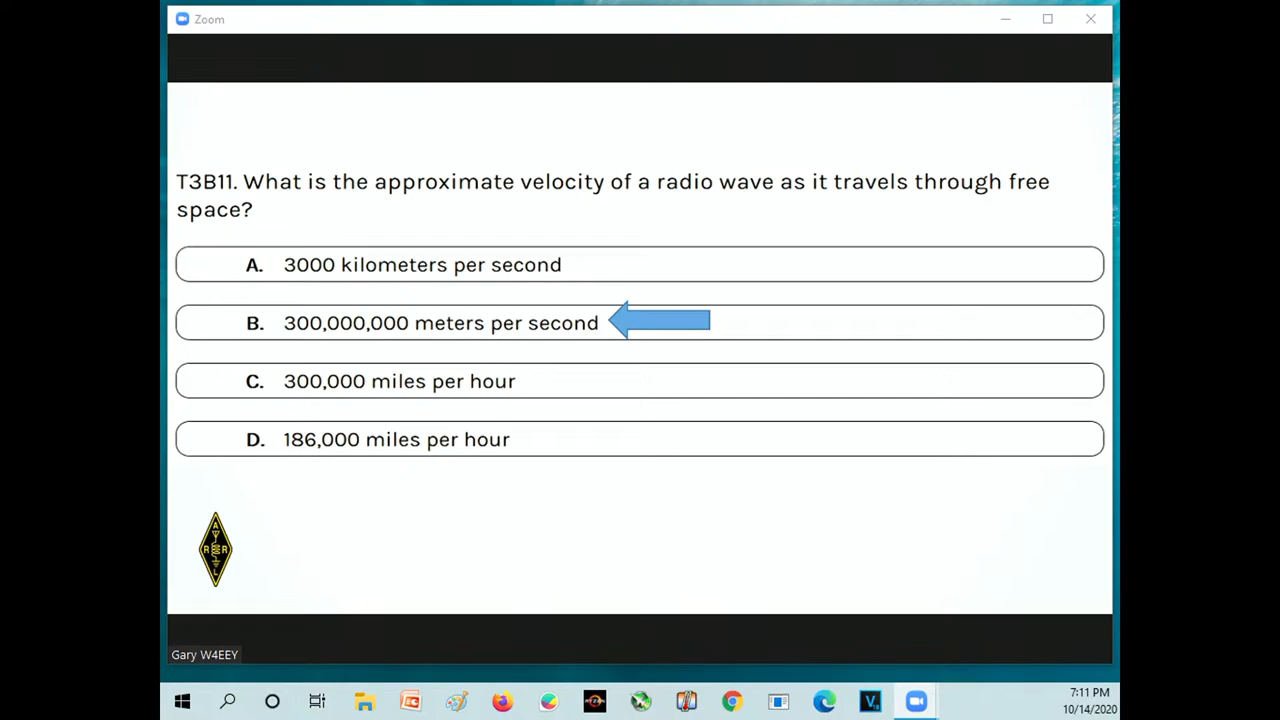 Zoom
T3B11. What is the approximate velocity of a radio wave as it travels through free
space?
A. 3000 kilometers per second
B. 300,000,000 meters per second
C. 300,000 miles per hour
D. 186,000 miles per hour
A
R R
L
Gary W4EEY
7:11 PM
10/14/2020